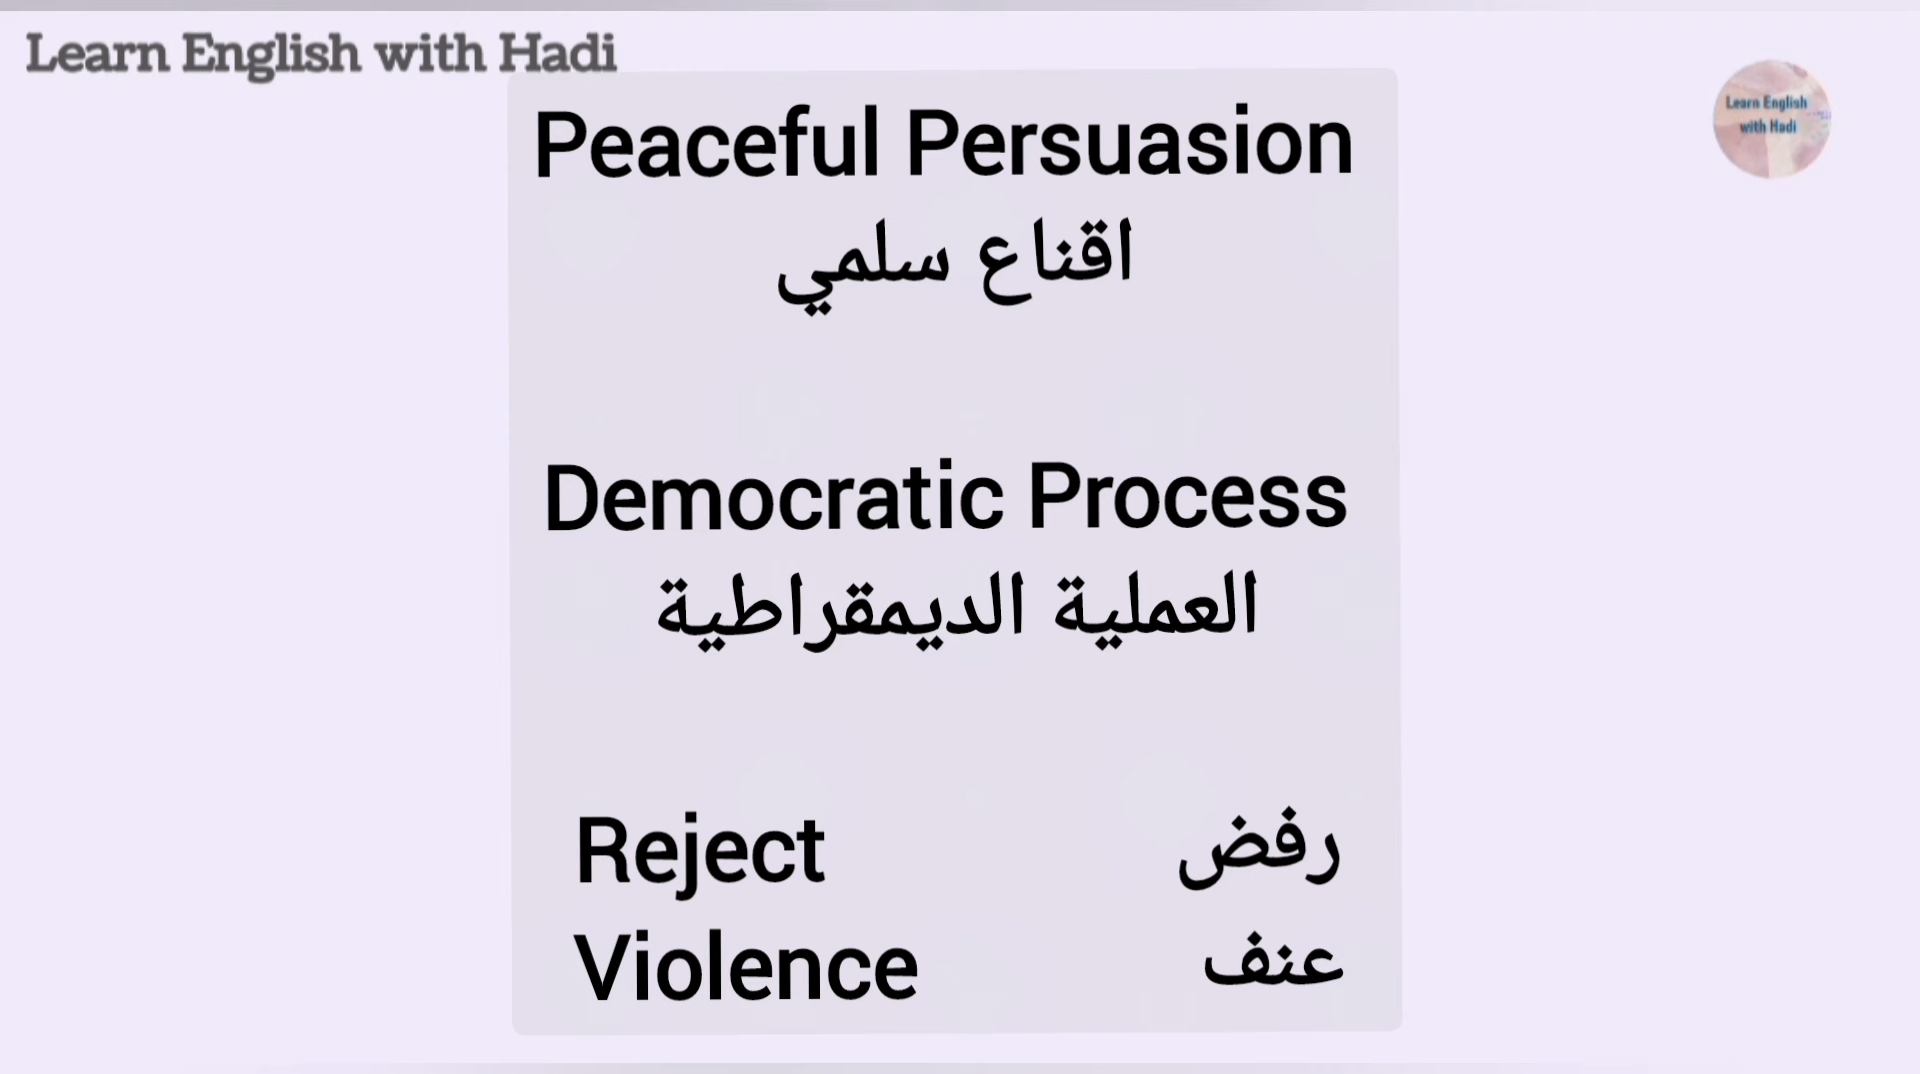 Learn English with Hadi
Learn English
with Hadi
Peaceful Persuasion
اقناع سلمي
Democratic Process
العملية الديمقراطية
Reject رفض
Violence عنف